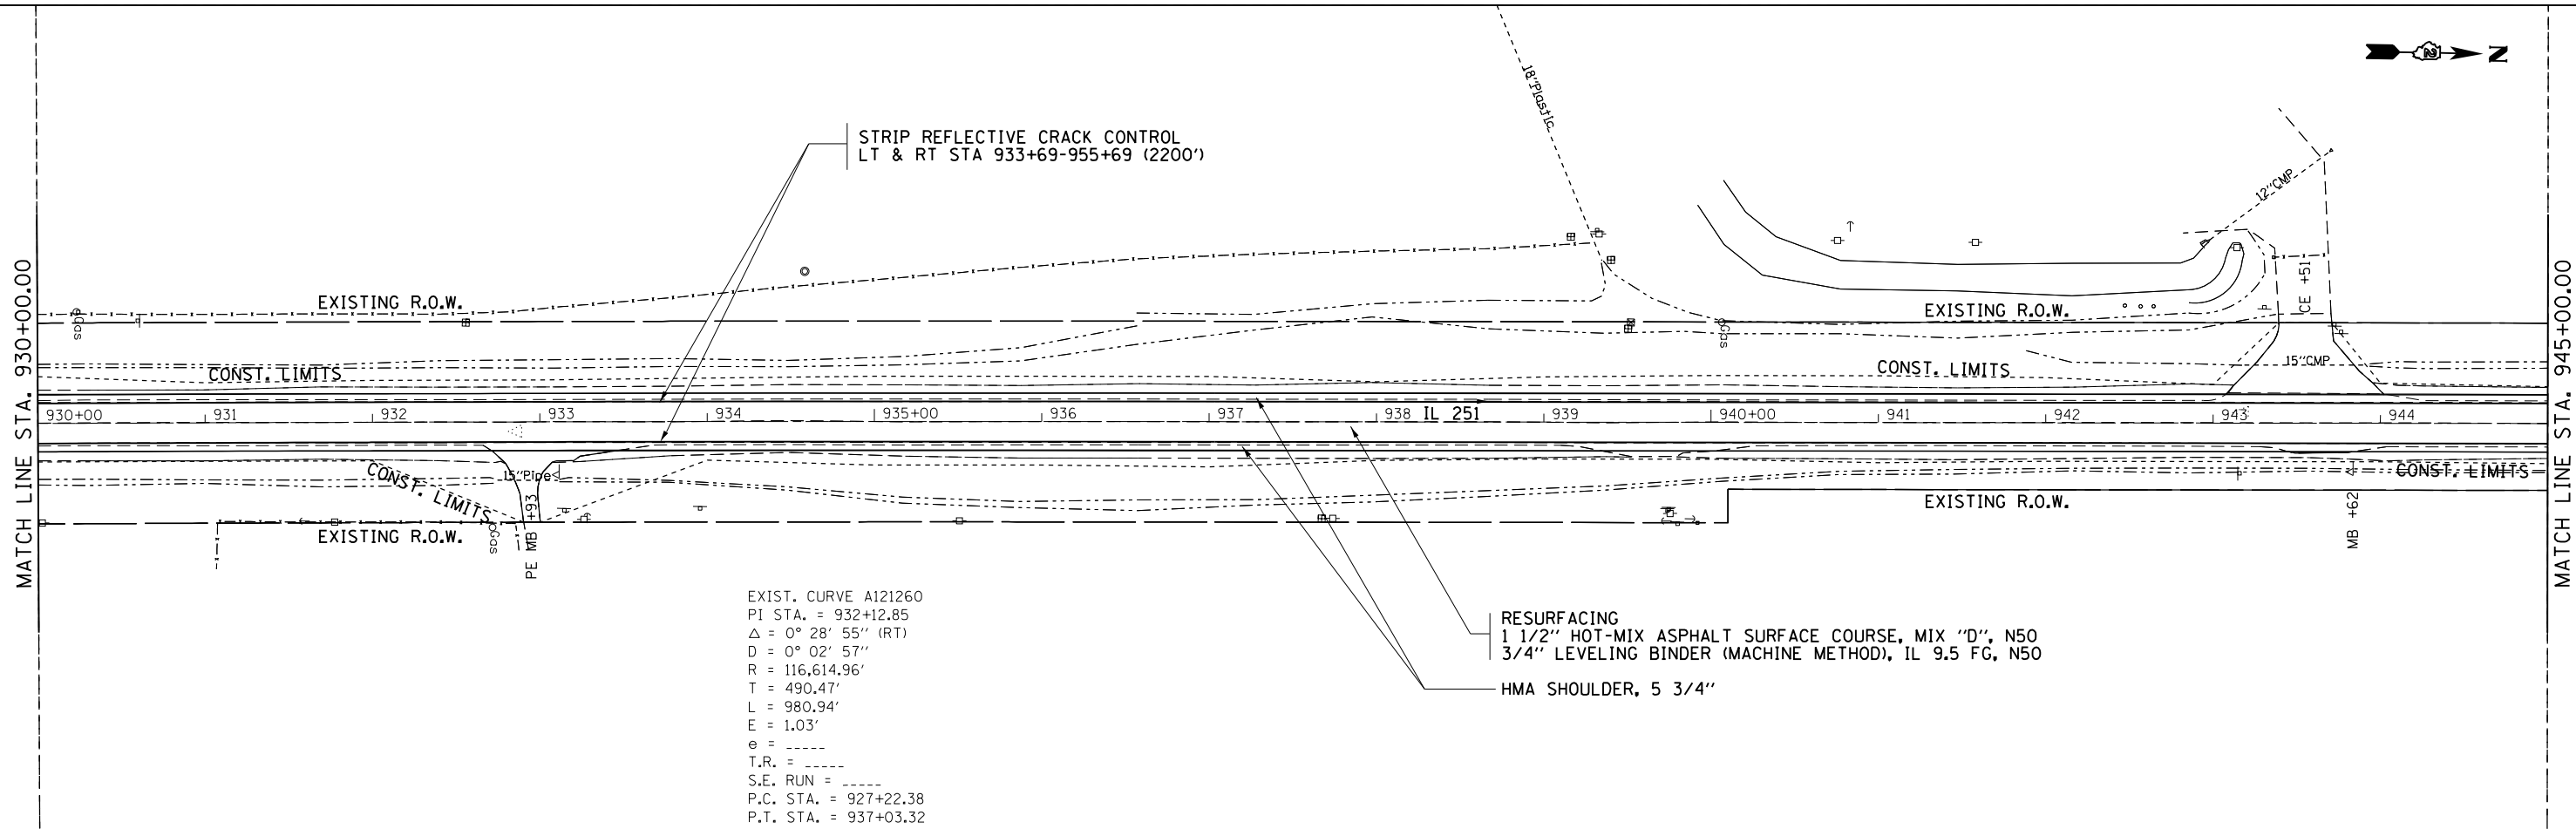 N
2
18"Plastic
STRIP REFLECTIVE CRACK CONTROL
LT & RT STA 933+69-955+69 (2200')
12"CMP
MATCH LINE STA. 930+00.00
MATCH LINE STA. 945+00.00
CE +51
EXISTING R.O.W.
EXISTING R.O.W.
Gas
Gas
CONST. LIMITS
CONST. LIMITS
15"CMP
930+00
931
932
933
934
935+00
936
937
938
IL 251
939
940+00
941
942
943
944
15"Pipe
CONST. LIMITS
CONST. LIMITS
PE MB +93
MB +62
Gas
EXISTING R.O.W.
EXISTING R.O.W.
EXIST. CURVE A121260
PI STA. = 932+12.85
△ = 0° 28' 55" (RT)
D = 0° 02' 57"
R = 116,614.96'
T = 490.47'
L = 980.94'
E = 1.03'
e = _____
T.R. = _____
S.E. RUN = _____
P.C. STA. = 927+22.38
P.T. STA. = 937+03.32
RESURFACING
1 1/2" HOT-MIX ASPHALT SURFACE COURSE, MIX "D", N50
3/4" LEVELING BINDER (MACHINE METHOD), IL 9.5 FG, N50
HMA SHOULDER, 5 3/4"